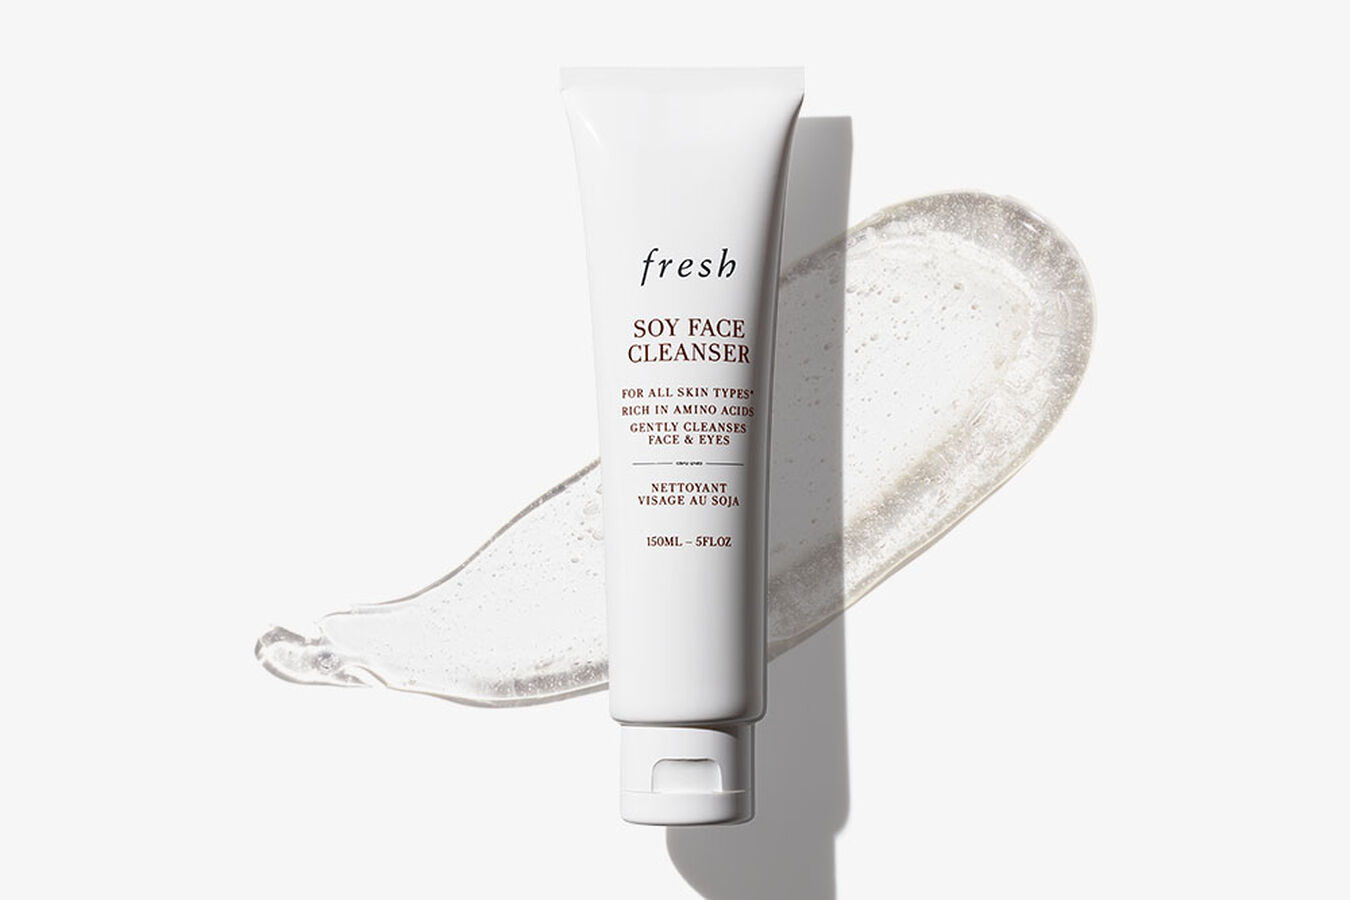 fresh
SOY FACE
CLEANSER
FOR ALL SKIN TYPES*
RICH IN AMINO ACIDS
GENTLY CLEANSES
FACE & EYES
NETTOYANT
VISAGE AU SOJA
150ML – 5FLOZ